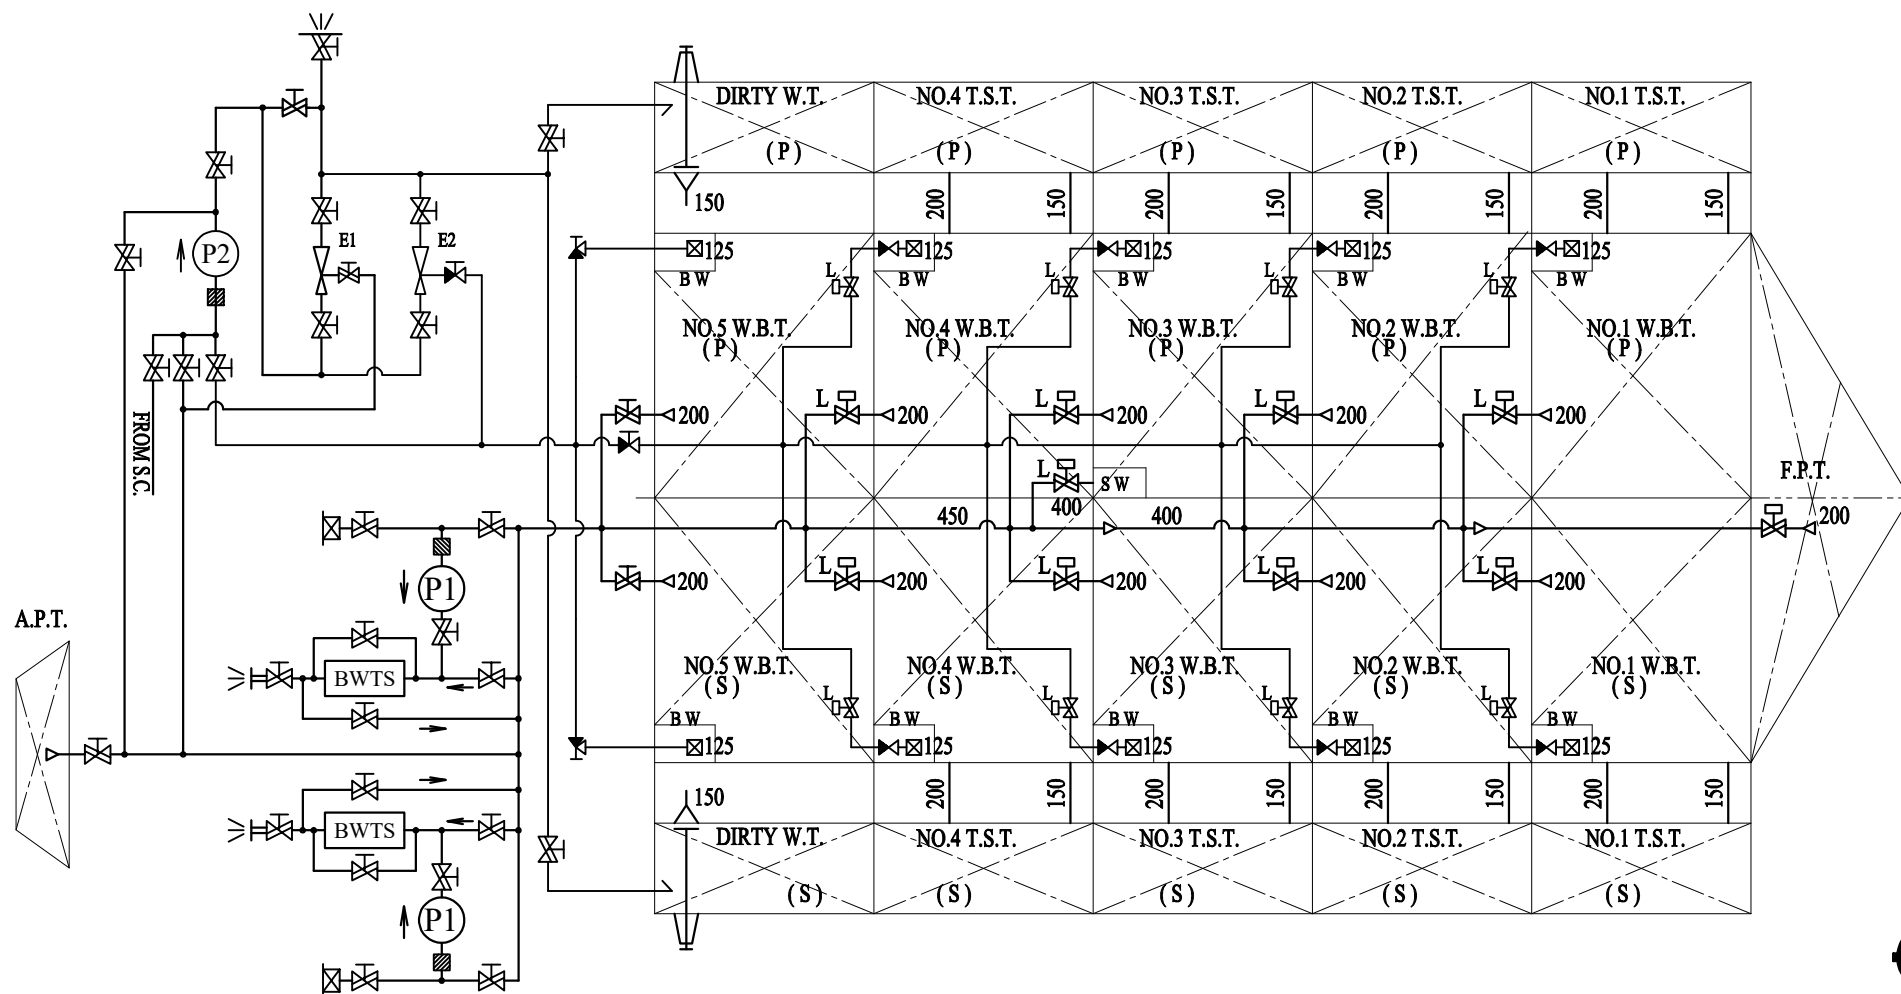 DIRTY W.T. NO.4 T.S.T. NO.3 T.S.T. NO.2 T.S.T. NO.1 T.S.T.
(P) (P) (P) (P) (P)
150 200 150 200 150 200 150 200 150
P2 E1 E2
125 125 125 125 125
L L L L
BW BW BW BW BW
NO.5 W.B.T. NO.4 W.B.T. NO.3 W.B.T. NO.2 W.B.T. NO.1 W.B.T.
(P) (P) (P) (P) (P)
L L L L
200 200 200 200 200
FROM S.C.
L SW F.P.T.
400
450 400 200
L L L L
200 200 200 200 200
P1
A.P.T.
BWTS
NO.5 W.B.T. NO.4 W.B.T. NO.3 W.B.T. NO.2 W.B.T. NO.1 W.B.T.
(S) (S) (S) (S) (S)
L L L L
BW BW BW BW BW
125 125 125 125 125
150 200 150 200 150 200 150 200 150
BWTS
DIRTY W.T. NO.4 T.S.T. NO.3 T.S.T. NO.2 T.S.T. NO.1 T.S.T.
(S) (S) (S) (S) (S)
P1